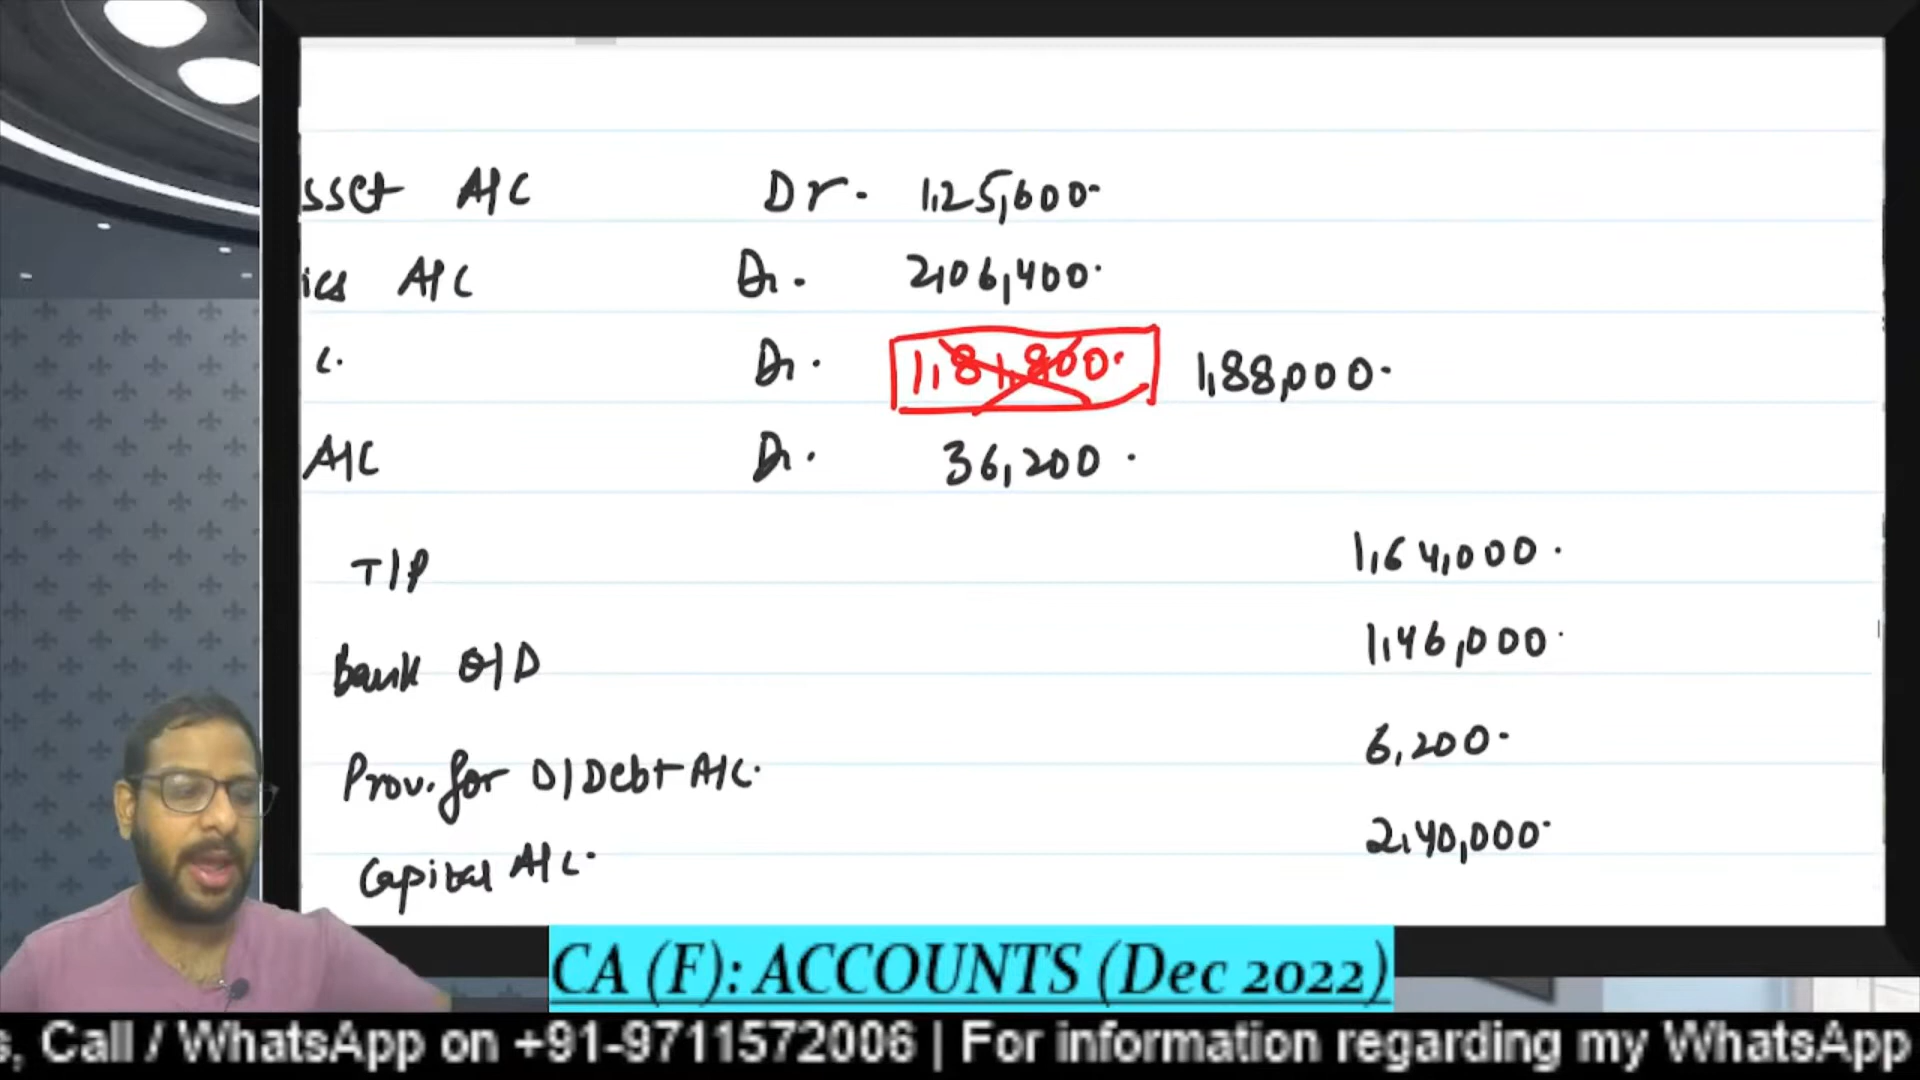 sset A/C Dr. 1,25,600.
ics A/C Dr. 2,06,400.
c. Dr. 1,81,800. 1,88,000.
A/C Dr. 36,200.
T/P 1,64,000.
Bank O/D 1,46,000.
Prov. for D/Debt A/C. 6,200.
Capital A/C. 2,40,000.
CA (F): ACCOUNTS (Dec 2022)
s, Call / WhatsApp on +91-9711572006 | For information regarding my WhatsApp